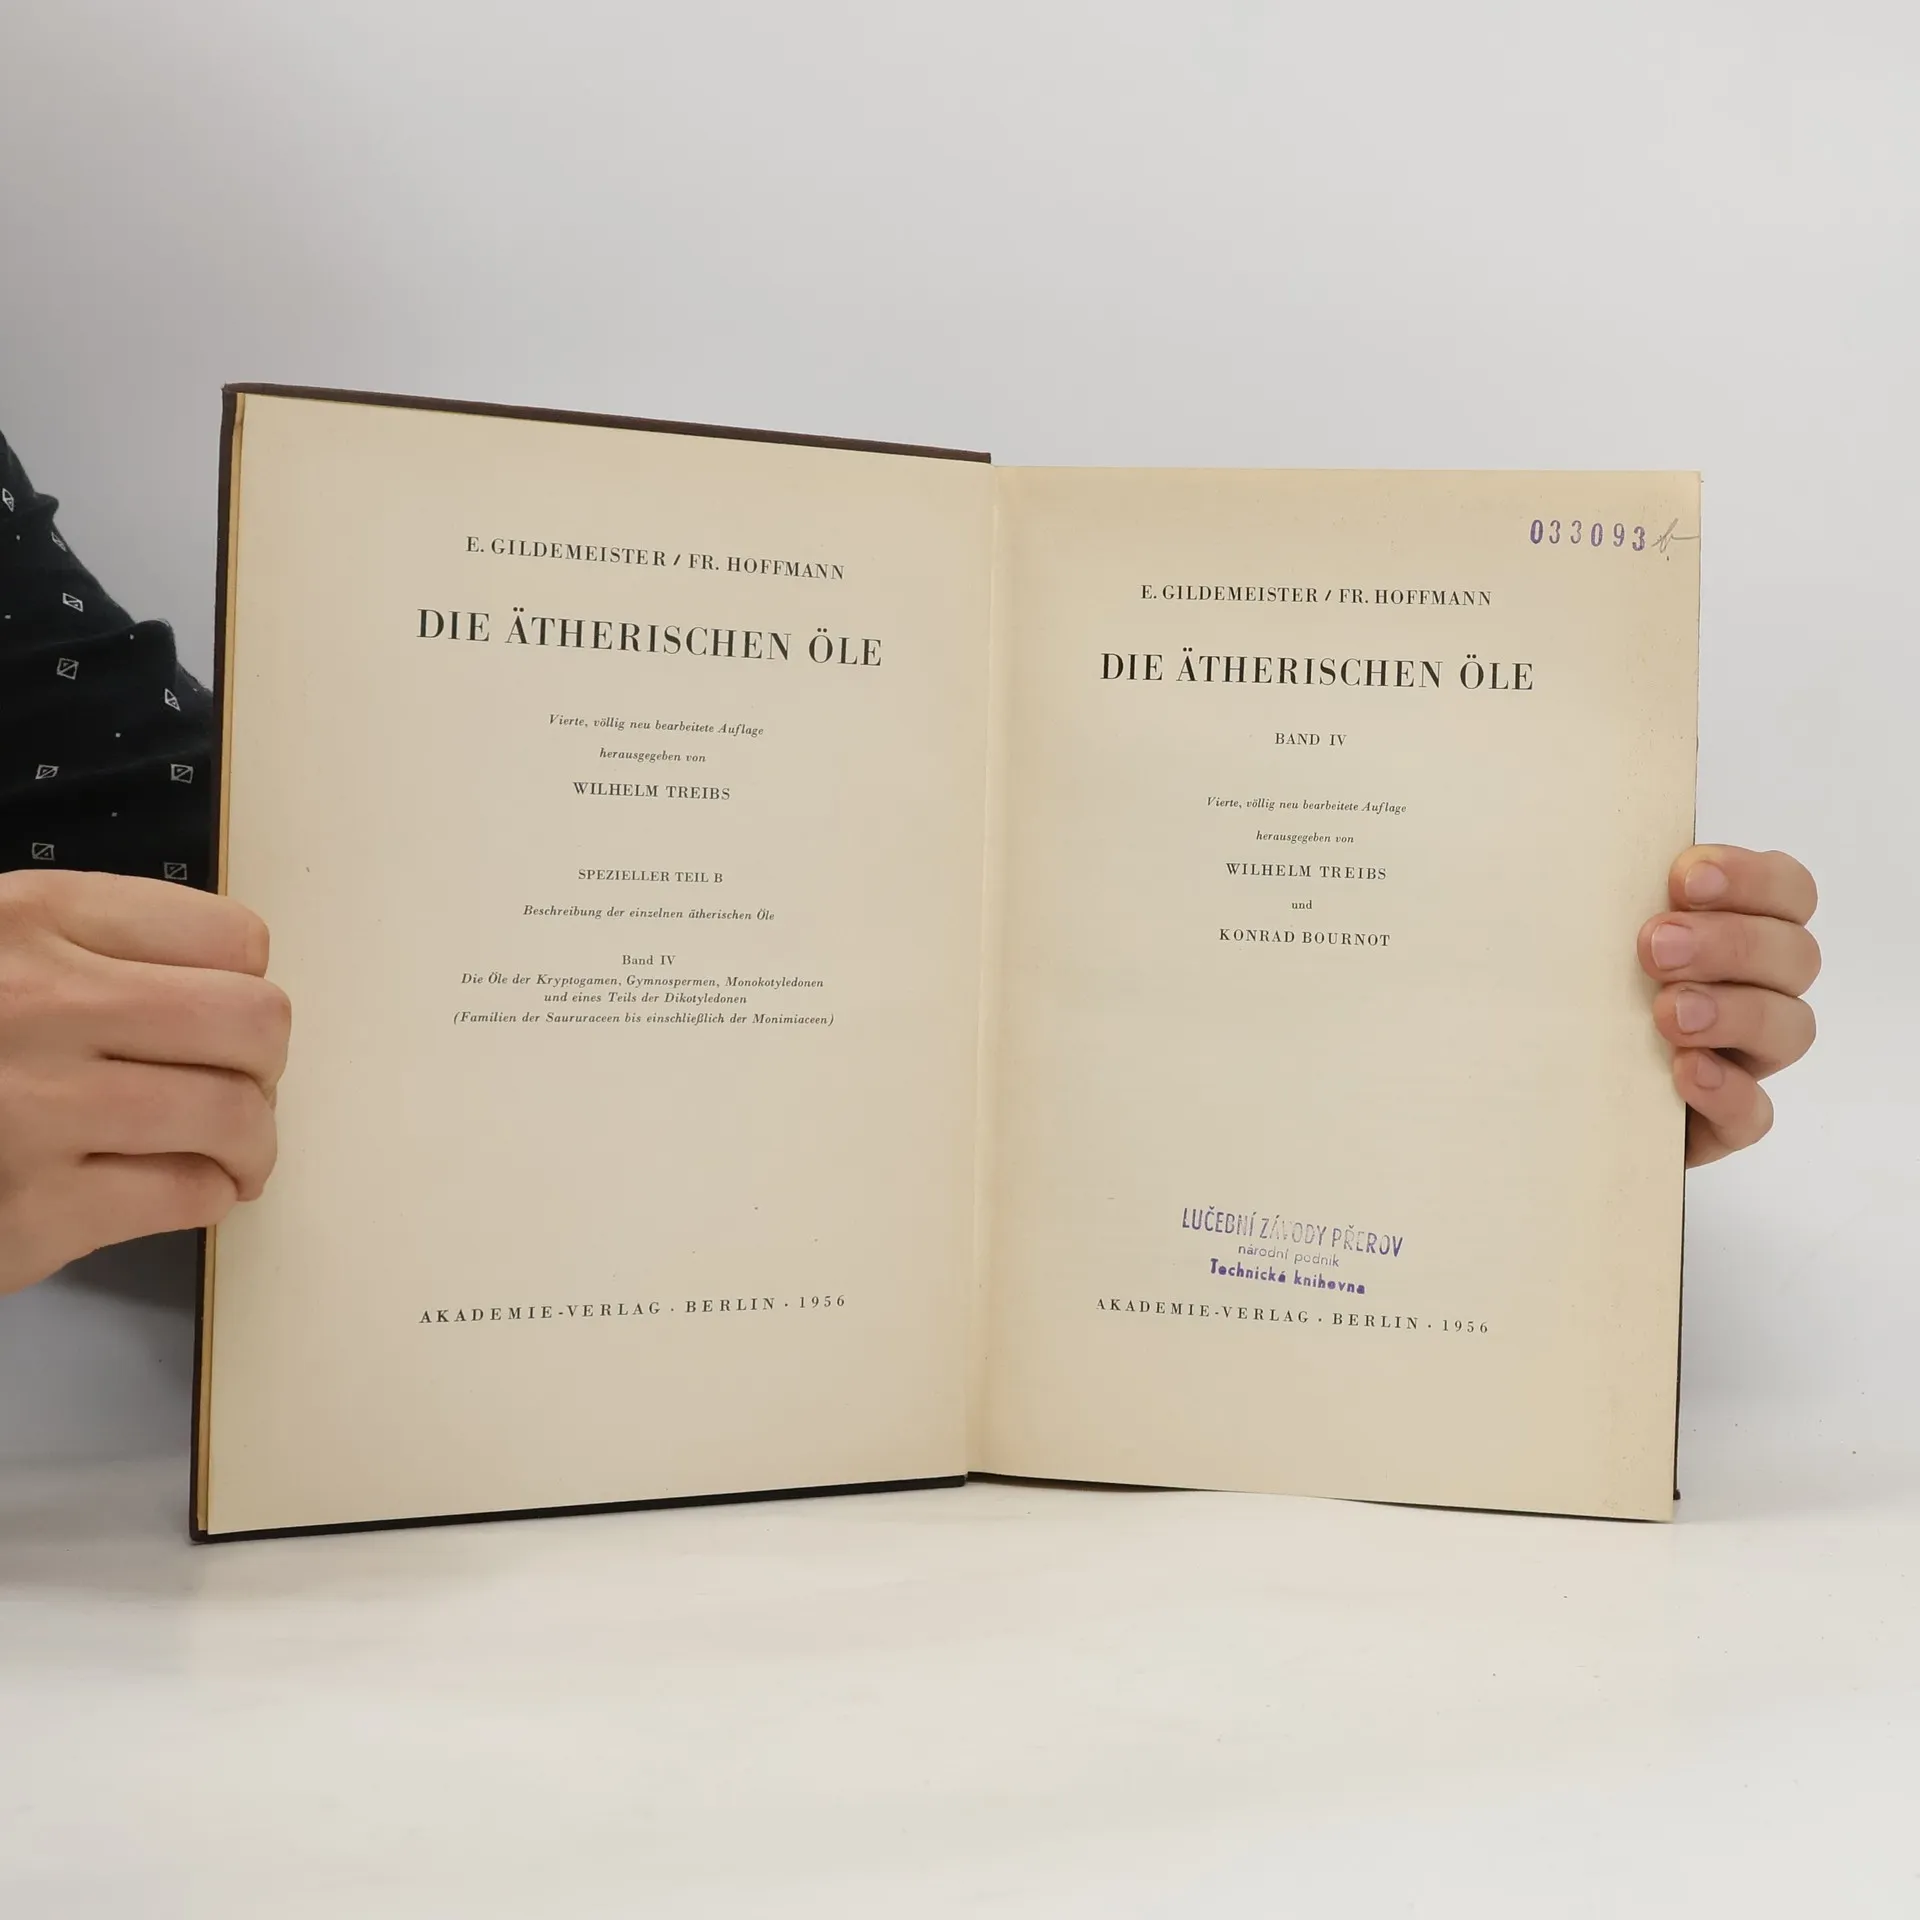 E. GILDEMEISTER / FR. HOFFMANN
DIE ÄTHERISCHEN ÖLE
Vierte, völlig neu bearbeitete Auflage
herausgegeben von
WILHELM TREIBS
SPEZIELLER TEIL B
Beschreibung der einzelnen ätherischen Öle
Band IV
Die Öle der Kryptogamen, Gymnospermen, Monokotyledonen
und eines Teils der Dikotyledonen
(Familien der Saururaceen bis einschließlich der Monimiaceen)
AKADEMIE-VERLAG · BERLIN · 1956
033093
E. GILDEMEISTER / FR. HOFFMANN
DIE ÄTHERISCHEN ÖLE
BAND IV
Vierte, völlig neu bearbeitete Auflage
herausgegeben von
WILHELM TREIBS
und
KONRAD BOURNOT
LUČEBNÍ ZÁVODY PŘEROV
národní podnik
Technická knihovna
AKADEMIE-VERLAG · BERLIN · 1956